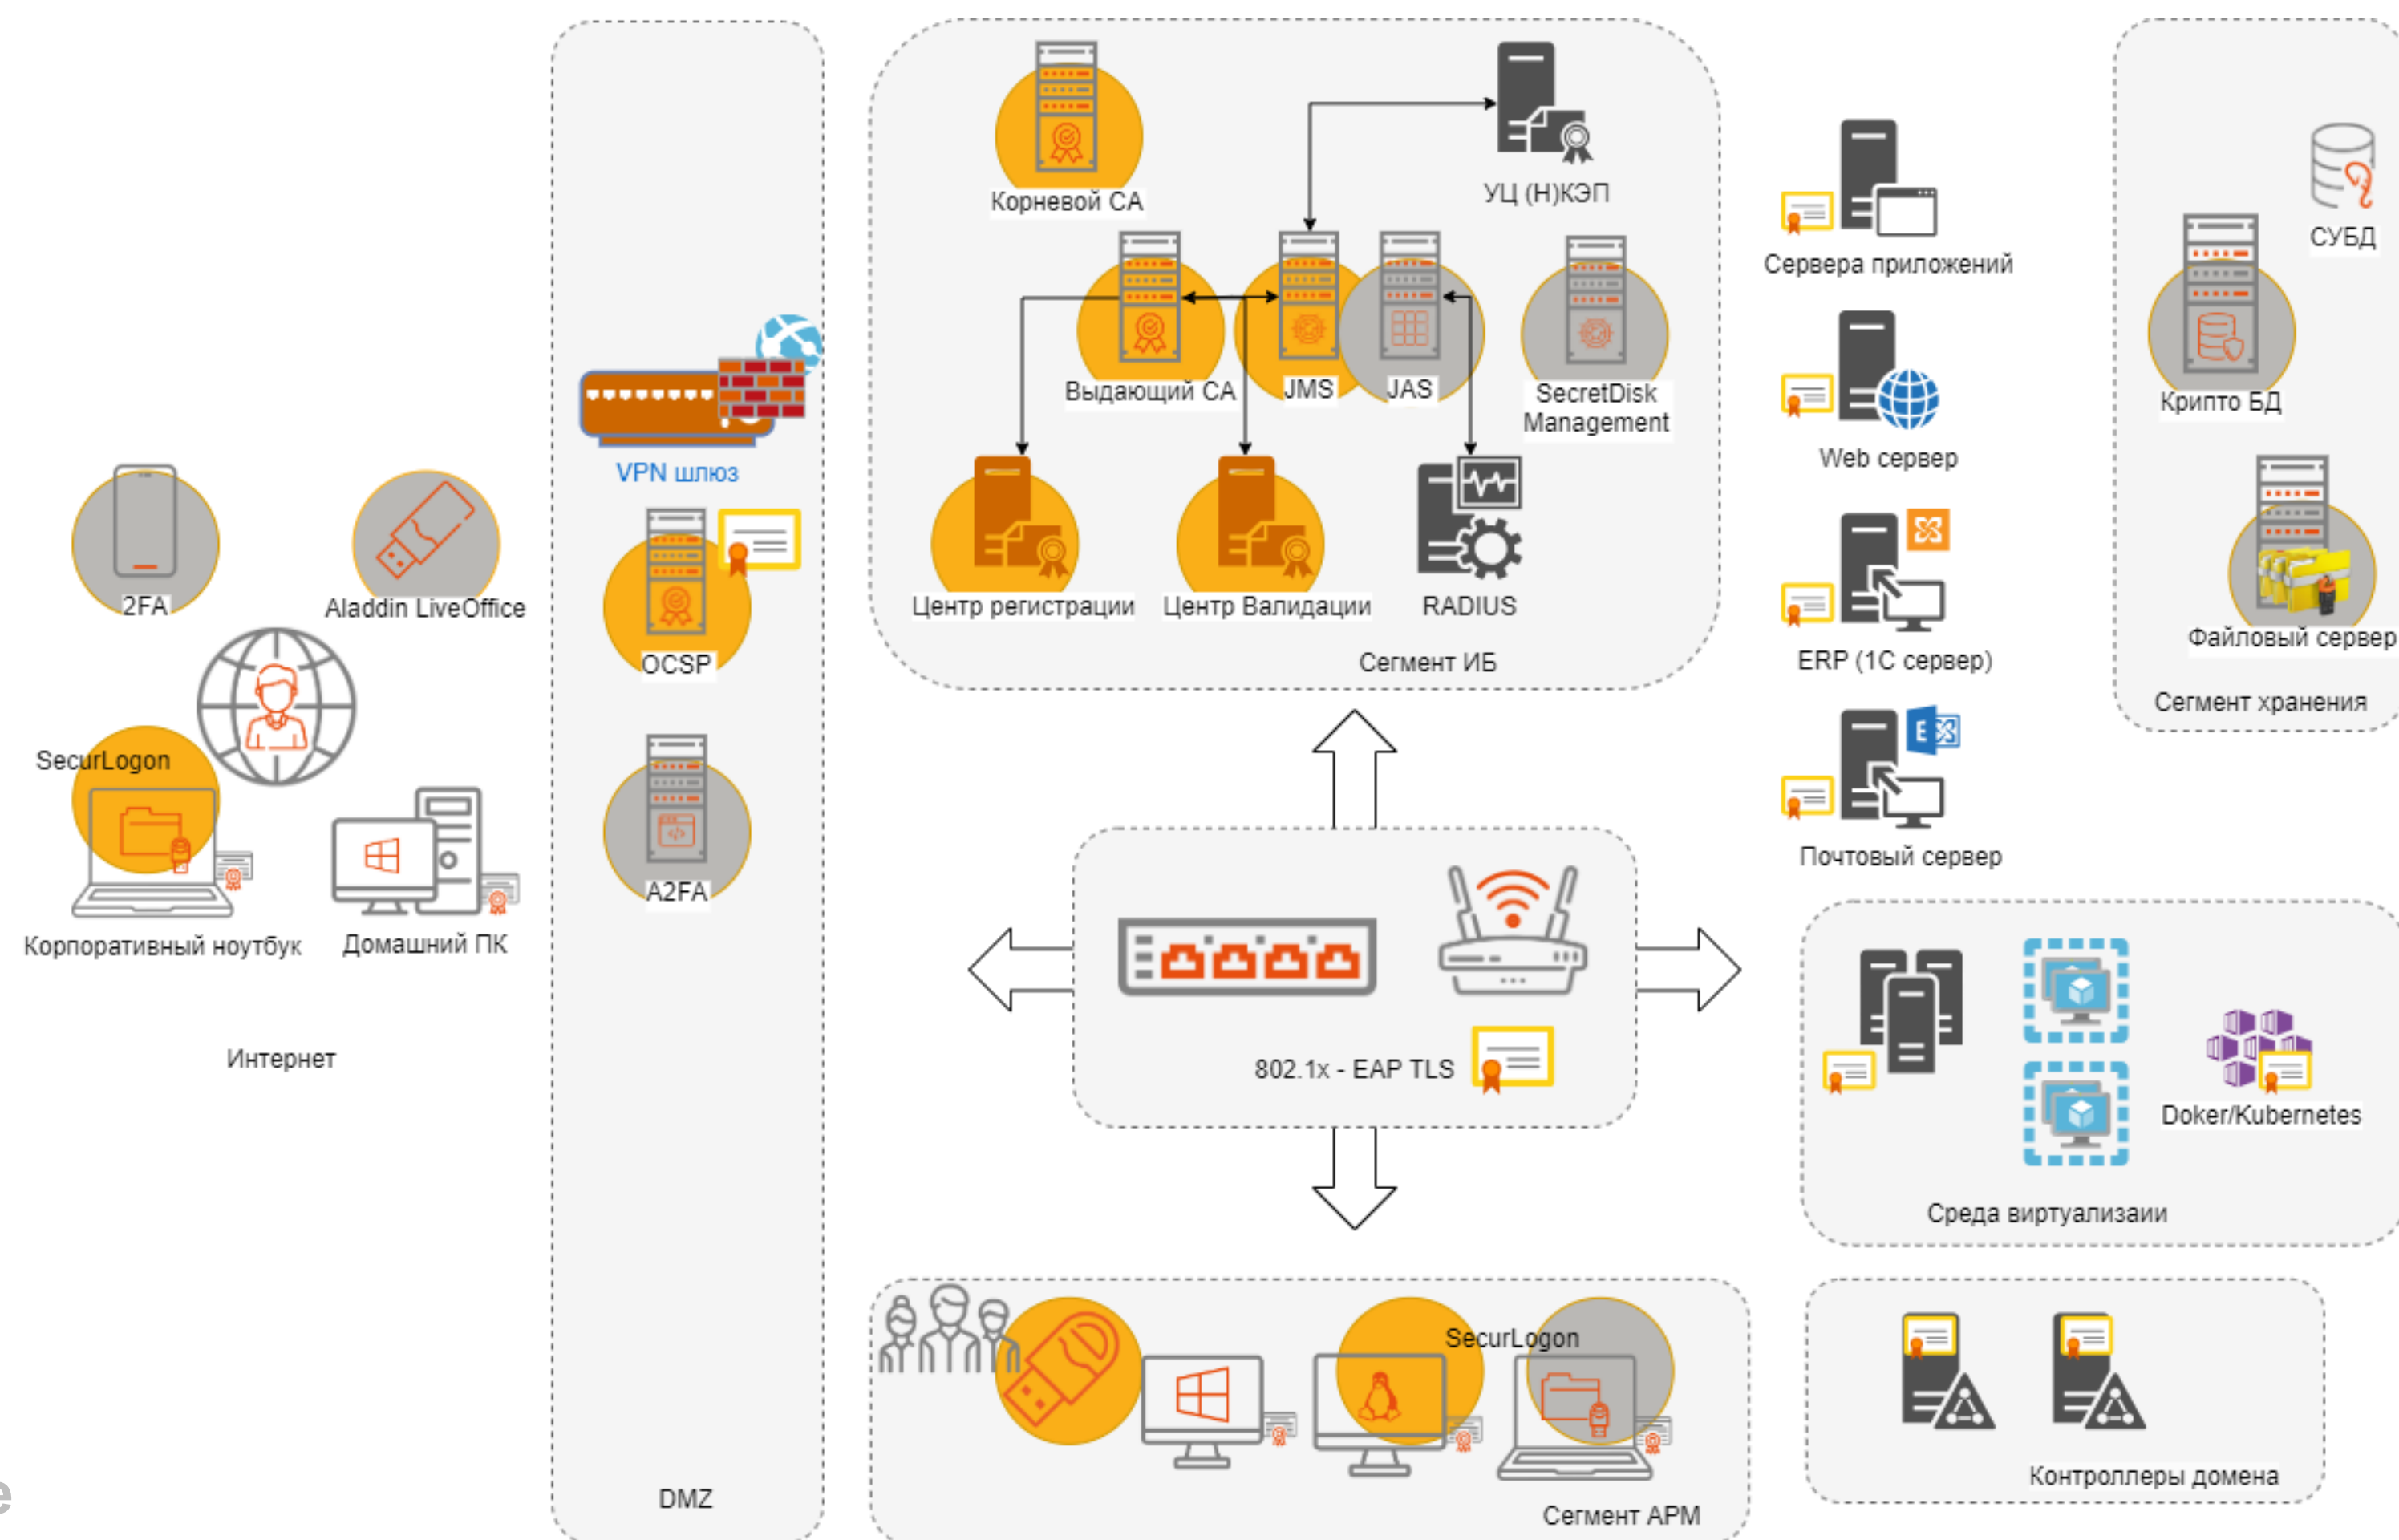 Корневой CA
УЦ (Н)КЭП
Выдающий CA
JMS
JAS
SecretDisk
Management
Центр регистрации
Центр Валидации
RADIUS
Сегмент ИБ
VPN шлюз
OCSP
A2FA
DMZ
2FA
Aladdin LiveOffice
SecurLogon
Корпоративный ноутбук
Домашний ПК
Интернет
802.1x - EAP TLS
SecurLogon
Сегмент АРМ
Сервера приложений
Web сервер
ERP (1С сервер)
E
Почтовый сервер
СУБД
Крипто БД
Файловый сервер
Сегмент хранения
Doker/Kubernetes
Среда виртуализаии
Контроллеры домена
e